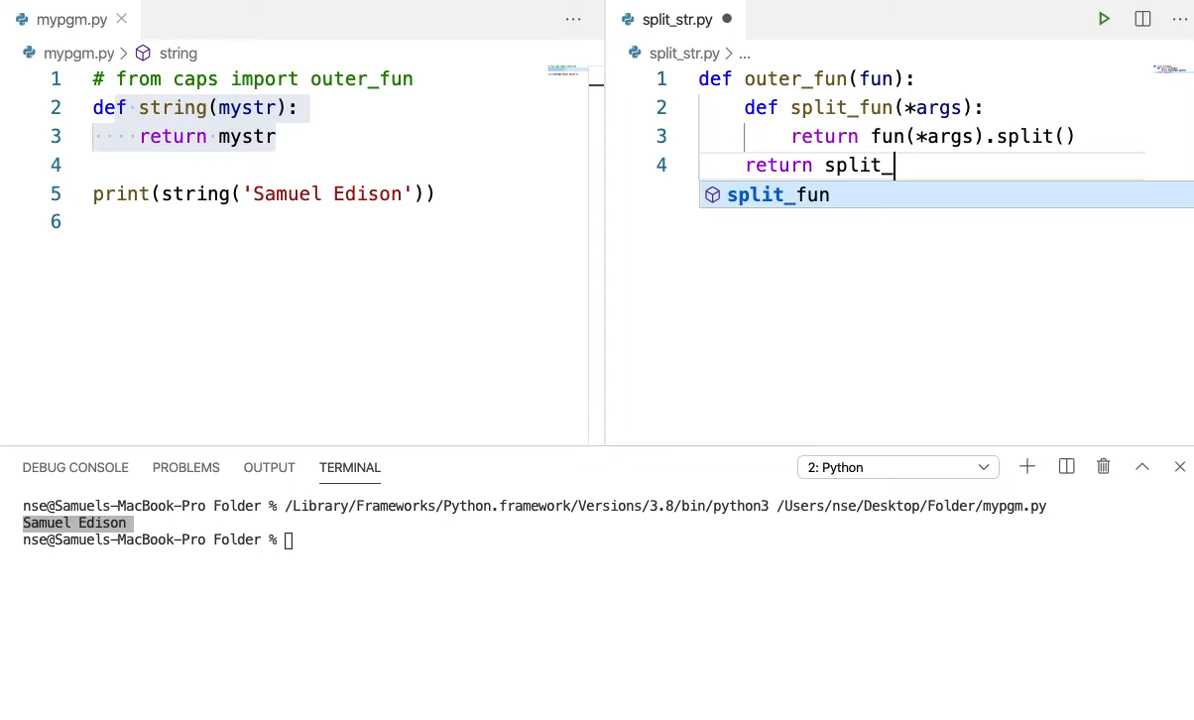 mypgm.py
mypgm.py > string
1 # from caps import outer_fun
2 def string(mystr):
3 ····return·mystr
4
5 print(string('Samuel Edison'))
6
split_str.py
split_str.py > ...
1 def outer_fun(fun):
2     def split_fun(*args):
3         return fun(*args).split()
4     return split_
split_fun
DEBUG CONSOLE PROBLEMS OUTPUT TERMINAL 2: Python
nse@Samuels-MacBook-Pro Folder % /Library/Frameworks/Python.framework/Versions/3.8/bin/python3 /Users/nse/Desktop/Folder/mypgm.py
Samuel Edison
nse@Samuels-MacBook-Pro Folder %